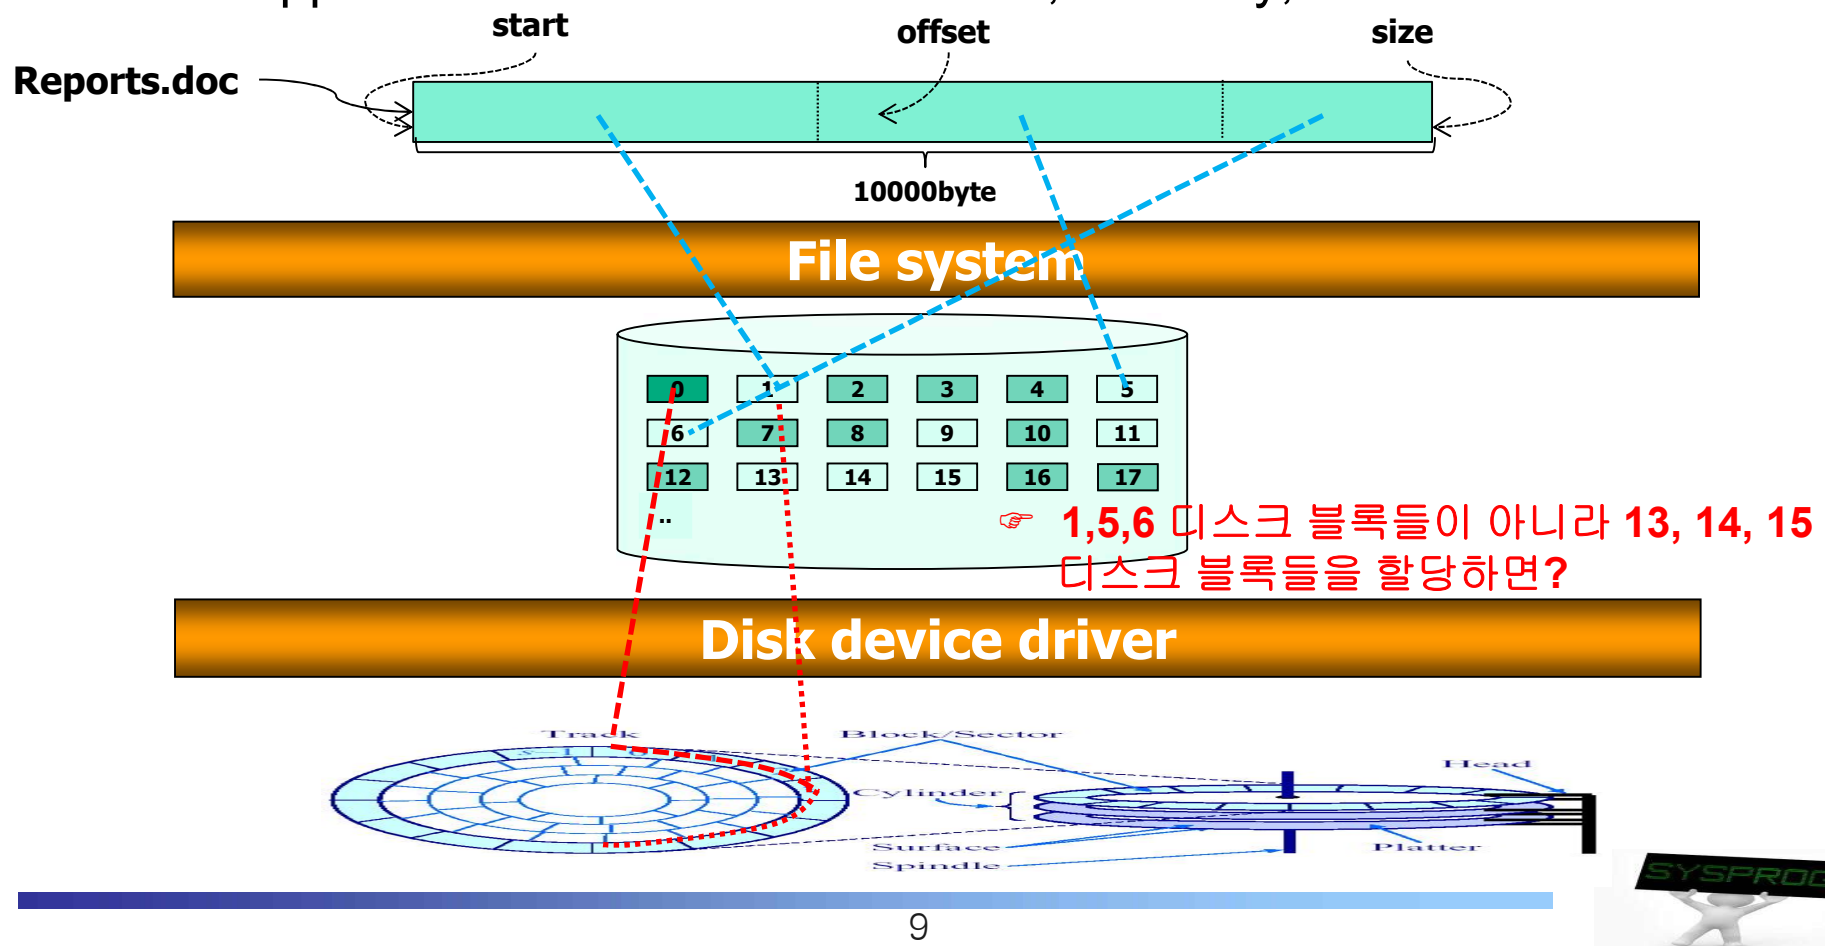 start
offset
size
Reports.doc
10000byte
File system
0 1 2 3 4 5
6 7 8 9 10 11
12 13 14 15 16 17
..
☞ 1,5,6 디스크 블록들이 아니라 13, 14, 15
디스크 블록들을 할당하면?
Disk device driver
Track
Block/Sector
Head
Cylinder
Surface
Platter
Spindle
SYSPROG
9